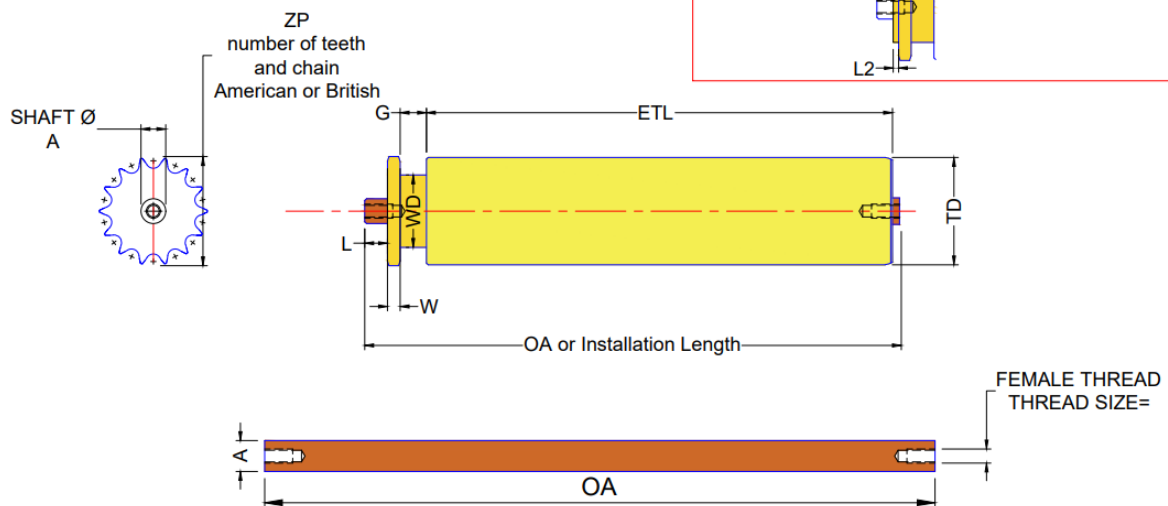 ZP
number of teeth
and chain
American or British
L2
SHAFT Ø
A
G
ETL
WD
TD
L
W
OA or Installation Length
FEMALE THREAD
THREAD SIZE=
A
OA